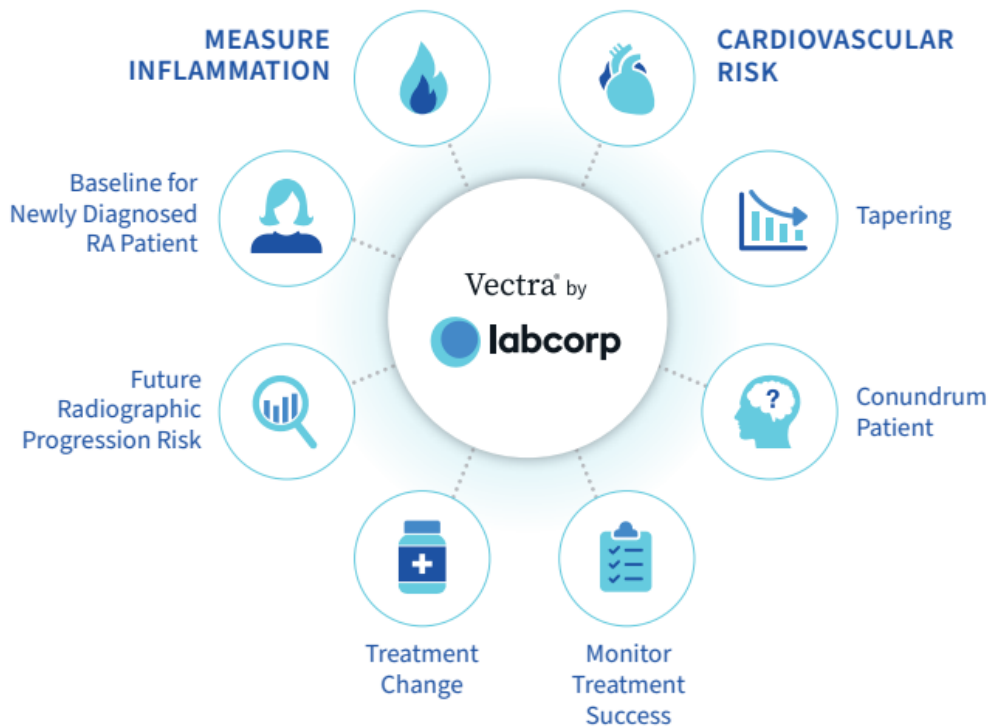 MEASURE
INFLAMMATION
CARDIOVASCULAR
RISK
Baseline for
Newly Diagnosed
RA Patient
Tapering
Vectra® by
labcorp
Future
Radiographic
Progression Risk
?
Conundrum
Patient
Treatment
Change
Monitor
Treatment
Success